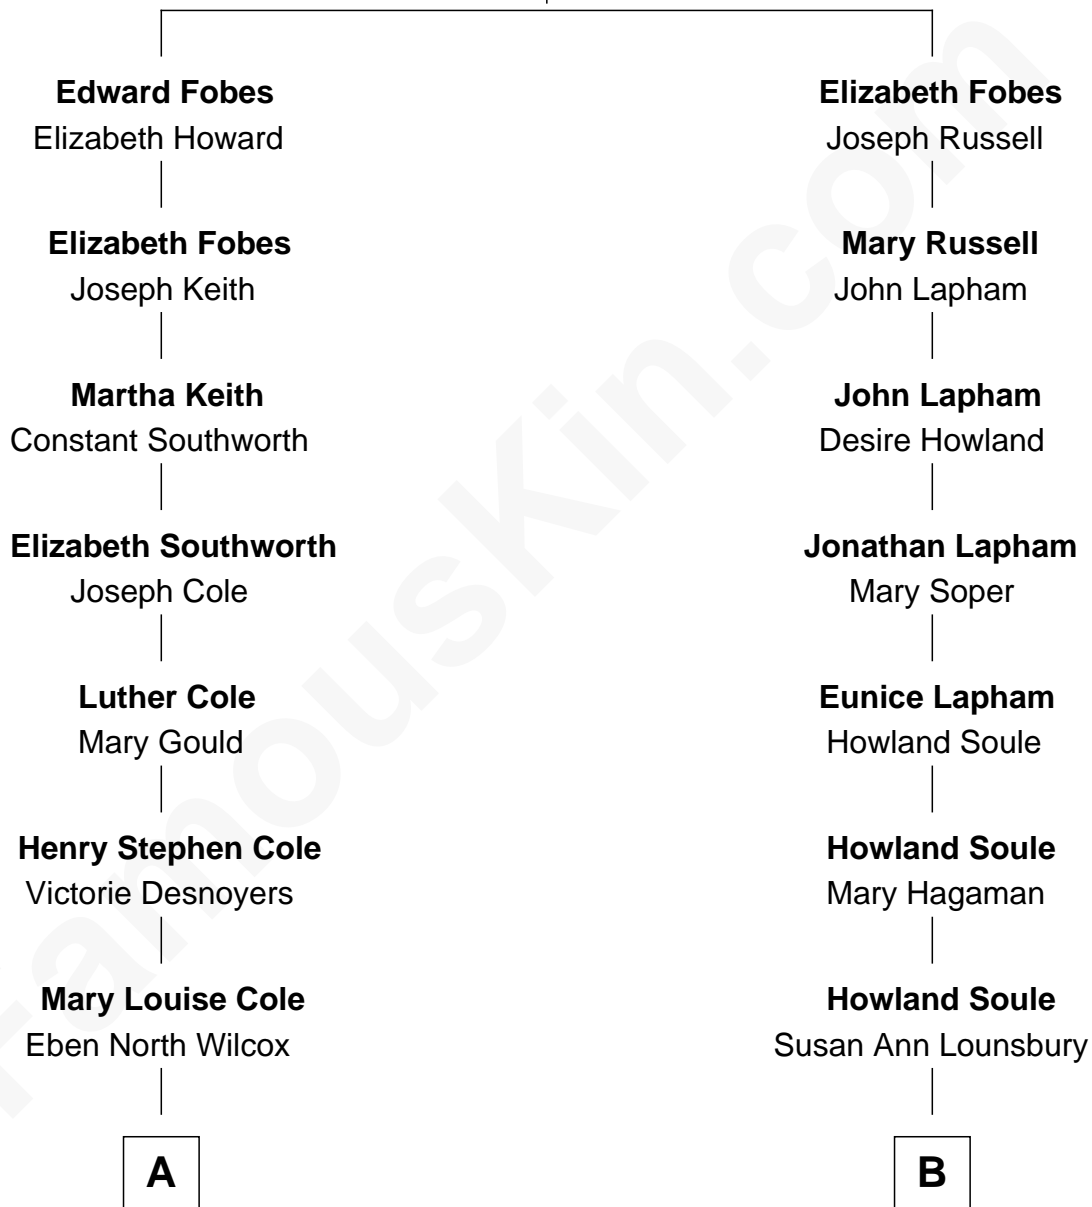 Edward Fobes
Elizabeth Howard
Elizabeth Fobes
Joseph Keith
Martha Keith
Constant Southworth
Elizabeth Southworth
Joseph Cole
Luther Cole
Mary Gould
Henry Stephen Cole
Victorie Desnoyers
Mary Louise Cole
Eben North Wilcox
A
Elizabeth Fobes
Joseph Russell
Mary Russell
John Lapham
John Lapham
Desire Howland
Jonathan Lapham
Mary Soper
Eunice Lapham
Howland Soule
Howland Soule
Mary Hagaman
Howland Soule
Susan Ann Lounsbury
B
FamousKin.com